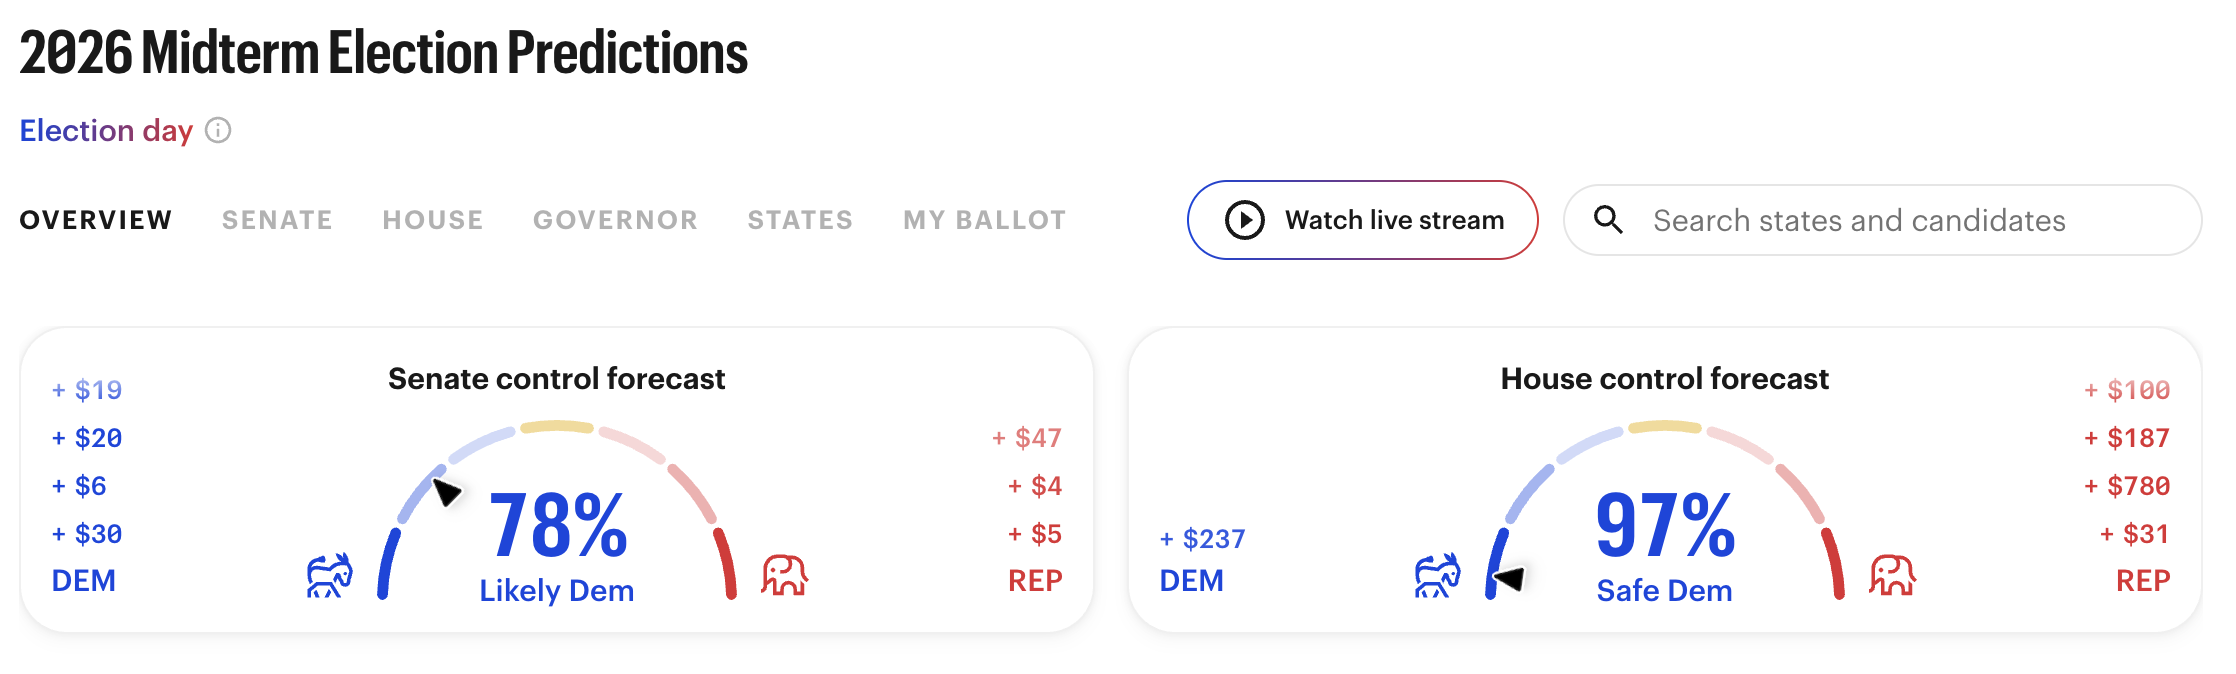 2026 Midterm Election Predictions
Election day
OVERVIEW SENATE HOUSE GOVERNOR STATES MY BALLOT
Watch live stream
Search states and candidates
Senate control forecast
+ $19
+ $20
+ $6
+ $30
DEM
78%
Likely Dem
+ $47
+ $4
+ $5
REP
House control forecast
+ $237
DEM
97%
Safe Dem
+ $100
+ $187
+ $780
+ $31
REP